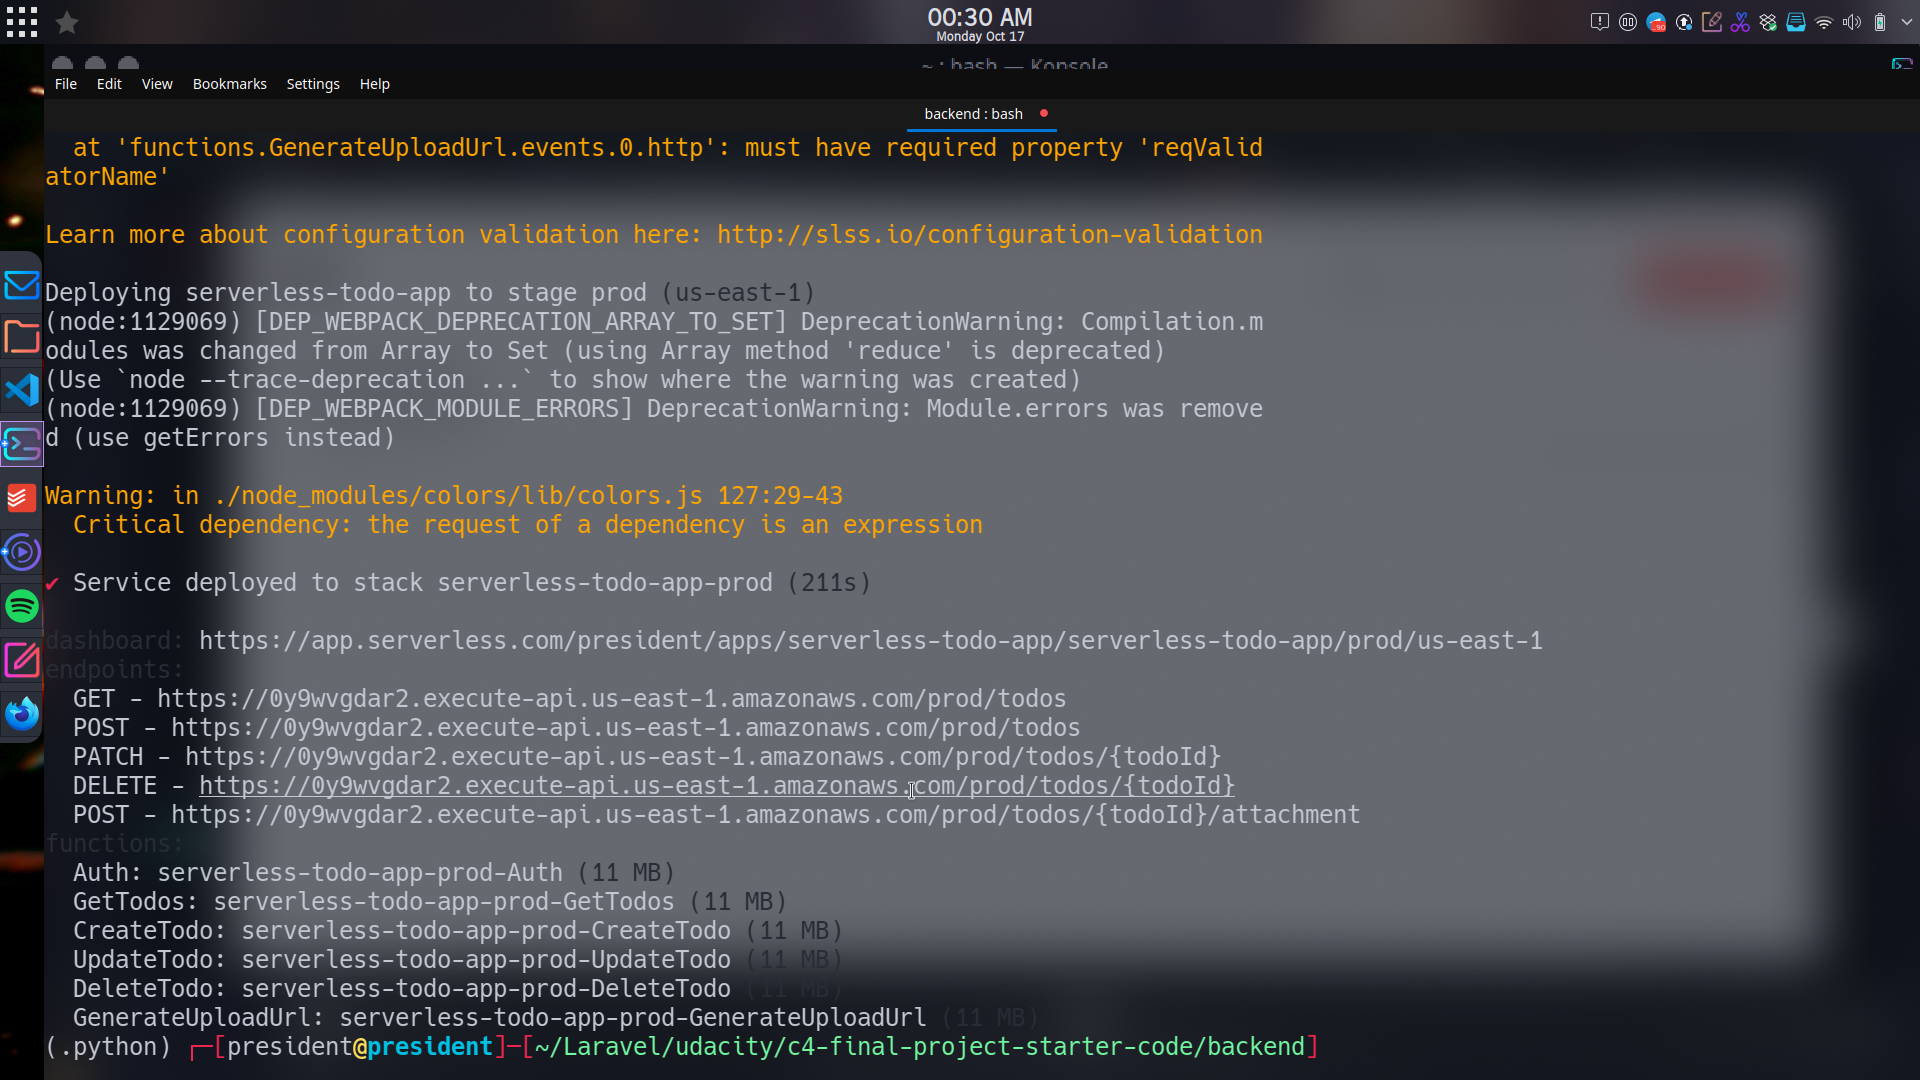 00:30 AM
Monday Oct 17
~ : bash — Konsole
File Edit View Bookmarks Settings Help
backend : bash
at 'functions.GenerateUploadUrl.events.0.http': must have required property 'reqValid
atorName'
Learn more about configuration validation here: http://slss.io/configuration-validation
Deploying serverless-todo-app to stage prod (us-east-1)
(node:1129069) [DEP_WEBPACK_DEPRECATION_ARRAY_TO_SET] DeprecationWarning: Compilation.m
odules was changed from Array to Set (using Array method 'reduce' is deprecated)
(Use `node --trace-deprecation ...` to show where the warning was created)
(node:1129069) [DEP_WEBPACK_MODULE_ERRORS] DeprecationWarning: Module.errors was remove
d (use getErrors instead)
Warning: in ./node_modules/colors/lib/colors.js 127:29-43
Critical dependency: the request of a dependency is an expression
✔ Service deployed to stack serverless-todo-app-prod (211s)
dashboard: https://app.serverless.com/president/apps/serverless-todo-app/serverless-todo-app/prod/us-east-1
endpoints:
GET - https://0y9wvgdar2.execute-api.us-east-1.amazonaws.com/prod/todos
POST - https://0y9wvgdar2.execute-api.us-east-1.amazonaws.com/prod/todos
PATCH - https://0y9wvgdar2.execute-api.us-east-1.amazonaws.com/prod/todos/{todoId}
DELETE - https://0y9wvgdar2.execute-api.us-east-1.amazonaws.com/prod/todos/{todoId}
POST - https://0y9wvgdar2.execute-api.us-east-1.amazonaws.com/prod/todos/{todoId}/attachment
functions:
Auth: serverless-todo-app-prod-Auth (11 MB)
GetTodos: serverless-todo-app-prod-GetTodos (11 MB)
CreateTodo: serverless-todo-app-prod-CreateTodo (11 MB)
UpdateTodo: serverless-todo-app-prod-UpdateTodo (11 MB)
DeleteTodo: serverless-todo-app-prod-DeleteTodo (11 MB)
GenerateUploadUrl: serverless-todo-app-prod-GenerateUploadUrl (11 MB)
(.python) ┌─[president@president]─[~/Laravel/udacity/c4-final-project-starter-code/backend]